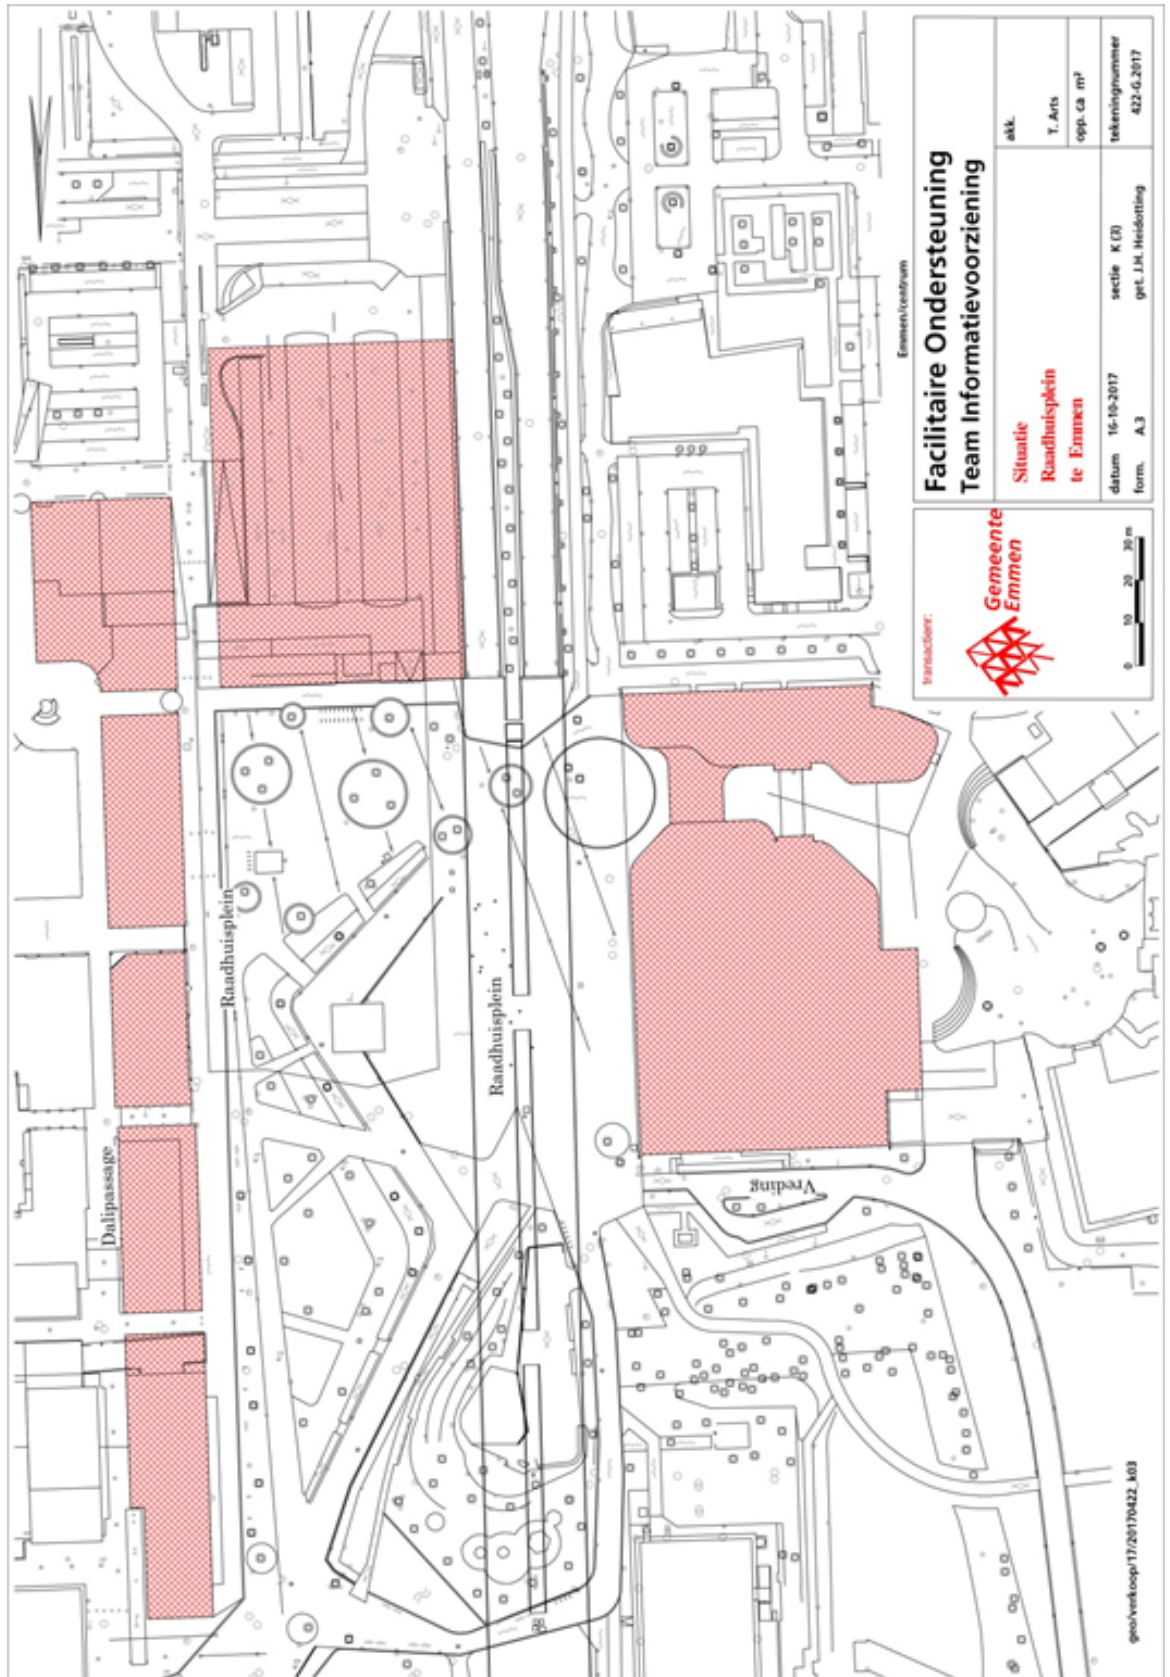 Dalipassage
Raadhuisplein
Raadhuisplein
Vreding
Emmen/centrum
Facilitaire Ondersteuning
Team Informatievoorziening
Situatie
Raadhuisplein
te Emmen
akk.
T. Arts
opp. ca m²
datum 16-10-2017
sectie K (3)
tekeningnummer
form. A.3
get. J.H. Heidotting
422-G.2017
transactienr:
Gemeente
Emmen
0 10 20 30 m
geo/verkoop/17/20170422_k03